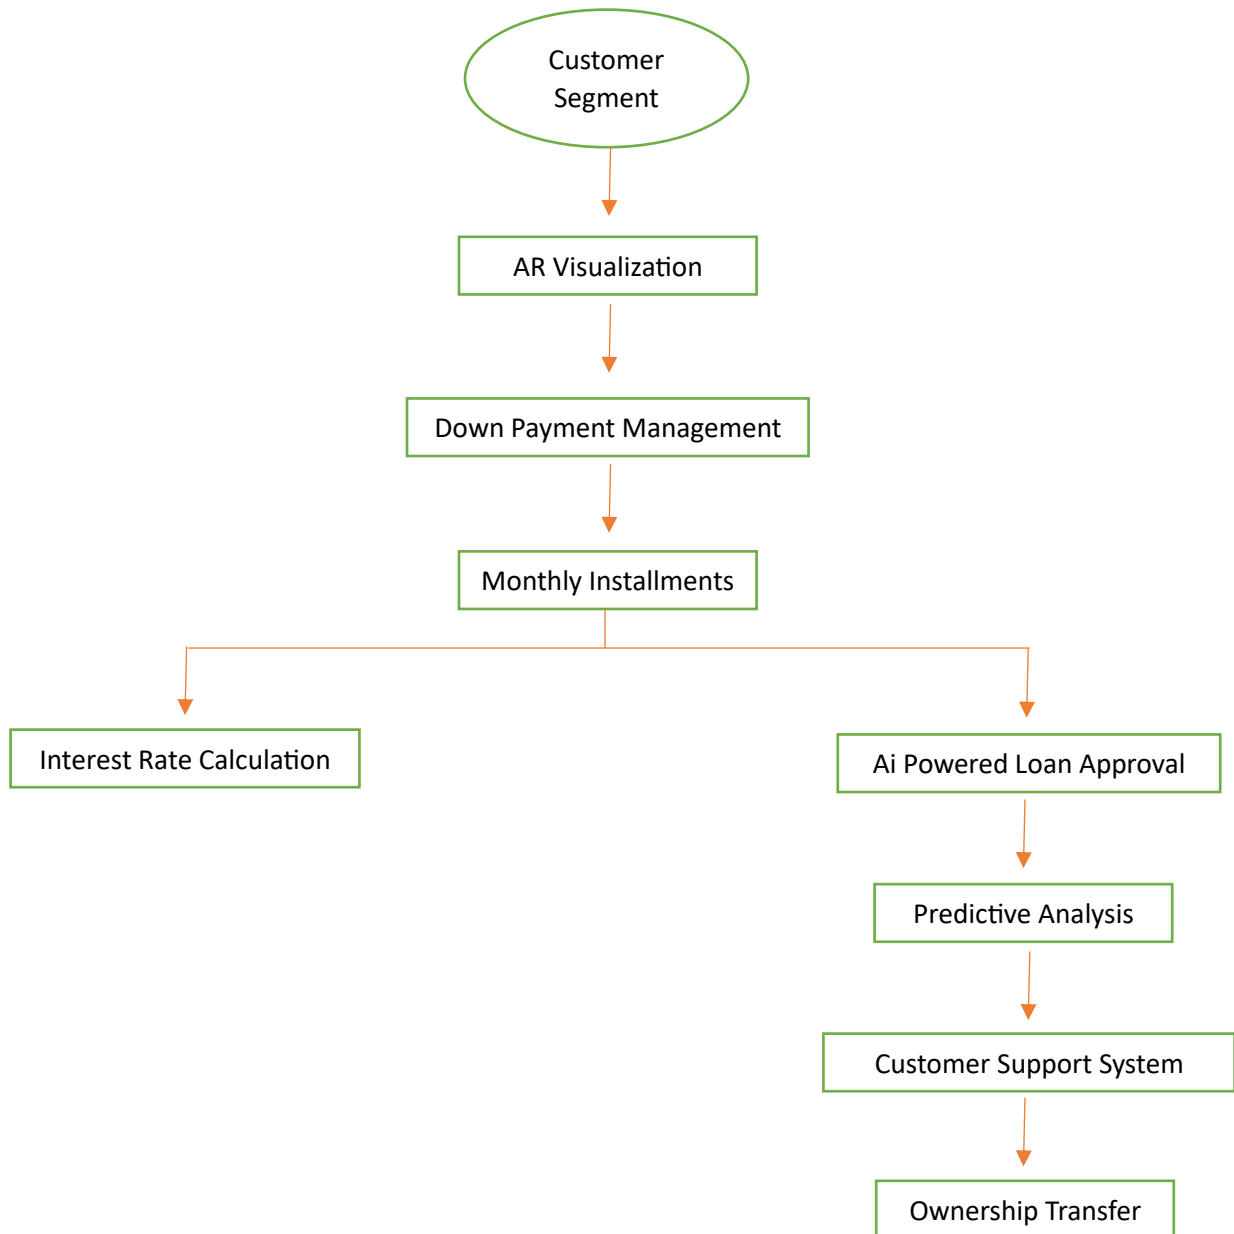 Customer
Segment
AR Visualization
Down Payment Management
Monthly Installments
Interest Rate Calculation
Ai Powered Loan Approval
Predictive Analysis
Customer Support System
Ownership Transfer